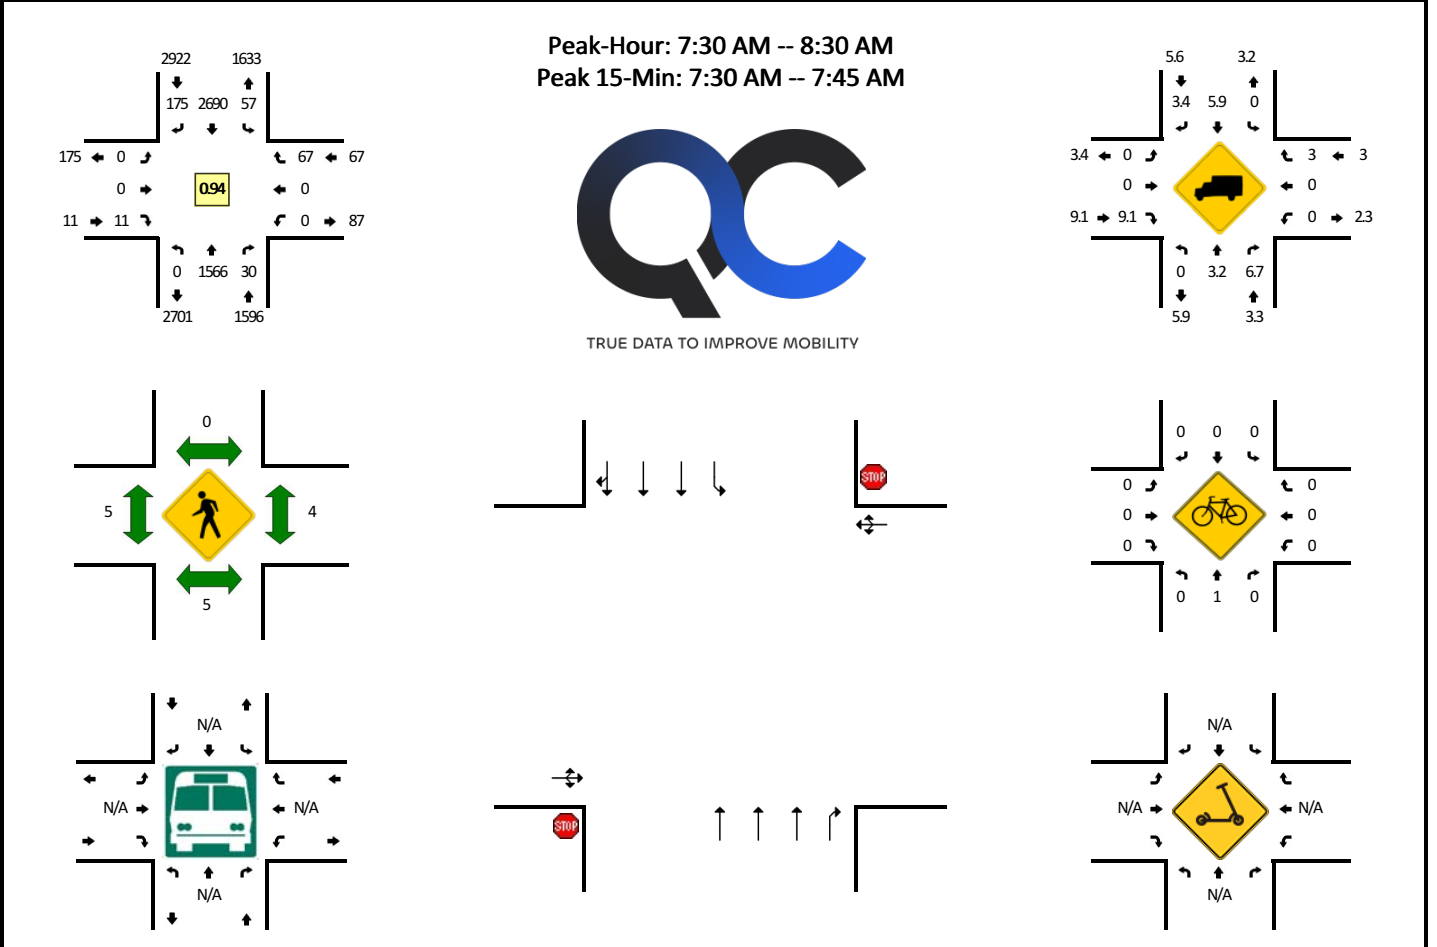 Peak-Hour: 7:30 AM -- 8:30 AM
Peak 15-Min: 7:30 AM -- 7:45 AM
2922 1633
175 2690 57
175 0 67 67
0 0.94 0
11 11 0 87
0 1566 30
2701 1596
QC
TRUE DATA TO IMPROVE MOBILITY
5.6 3.2
3.4 5.9 0
3.4 0 3 3
0 0
9.1 9.1 0 2.3
0 3.2 6.7
5.9 3.3
0
5 4
5
STOP
STOP
0 0 0
0 0
0 0
0 0
0 1 0
N/A
N/A N/A
N/A
N/A
N/A N/A
N/A